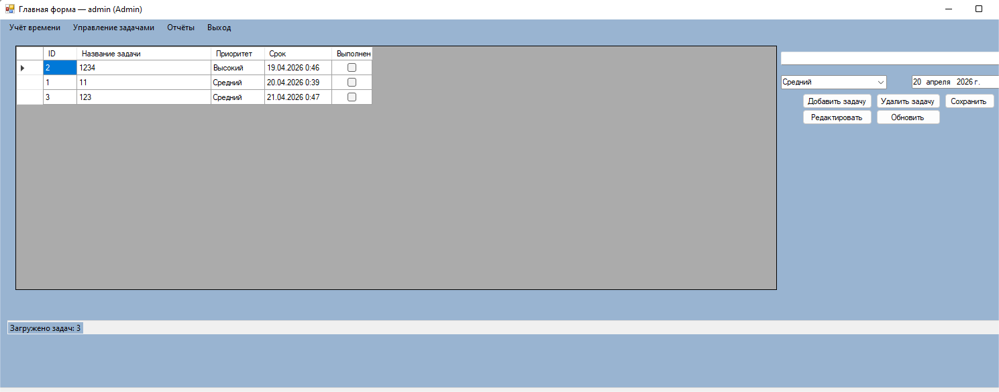 Главная форма — admin (Admin)
Учёт времени Управление задачами Отчёты Выход
ID Название задачи Приоритет Срок Выполнен
2 1234 Высокий 19.04.2026 0:46
1 11 Средний 20.04.2026 0:39
3 123 Средний 21.04.2026 0:47
Средний 20 апреля 2026 г.
Добавить задачу Удалить задачу Сохранить
Редактировать Обновить
Загружено задач: 3